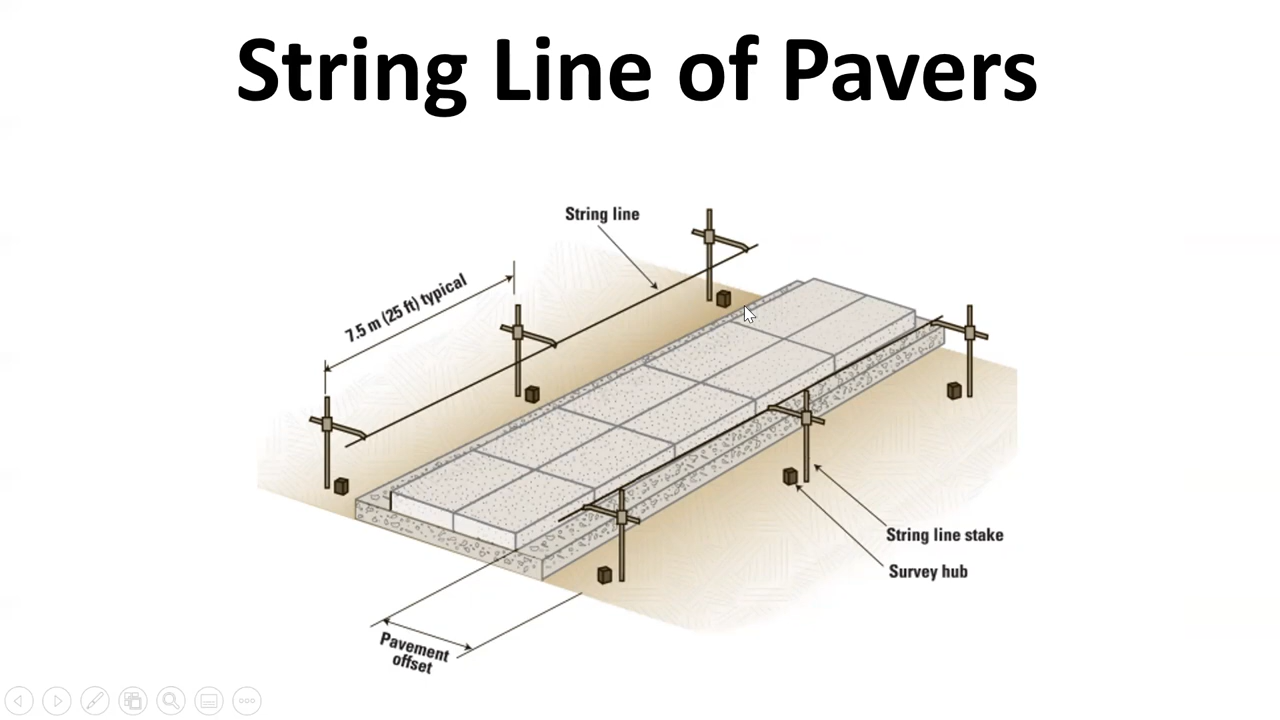 String Line of Pavers
String line
7.5 m (25 ft) typical
String line stake
Survey hub
Pavement
offset